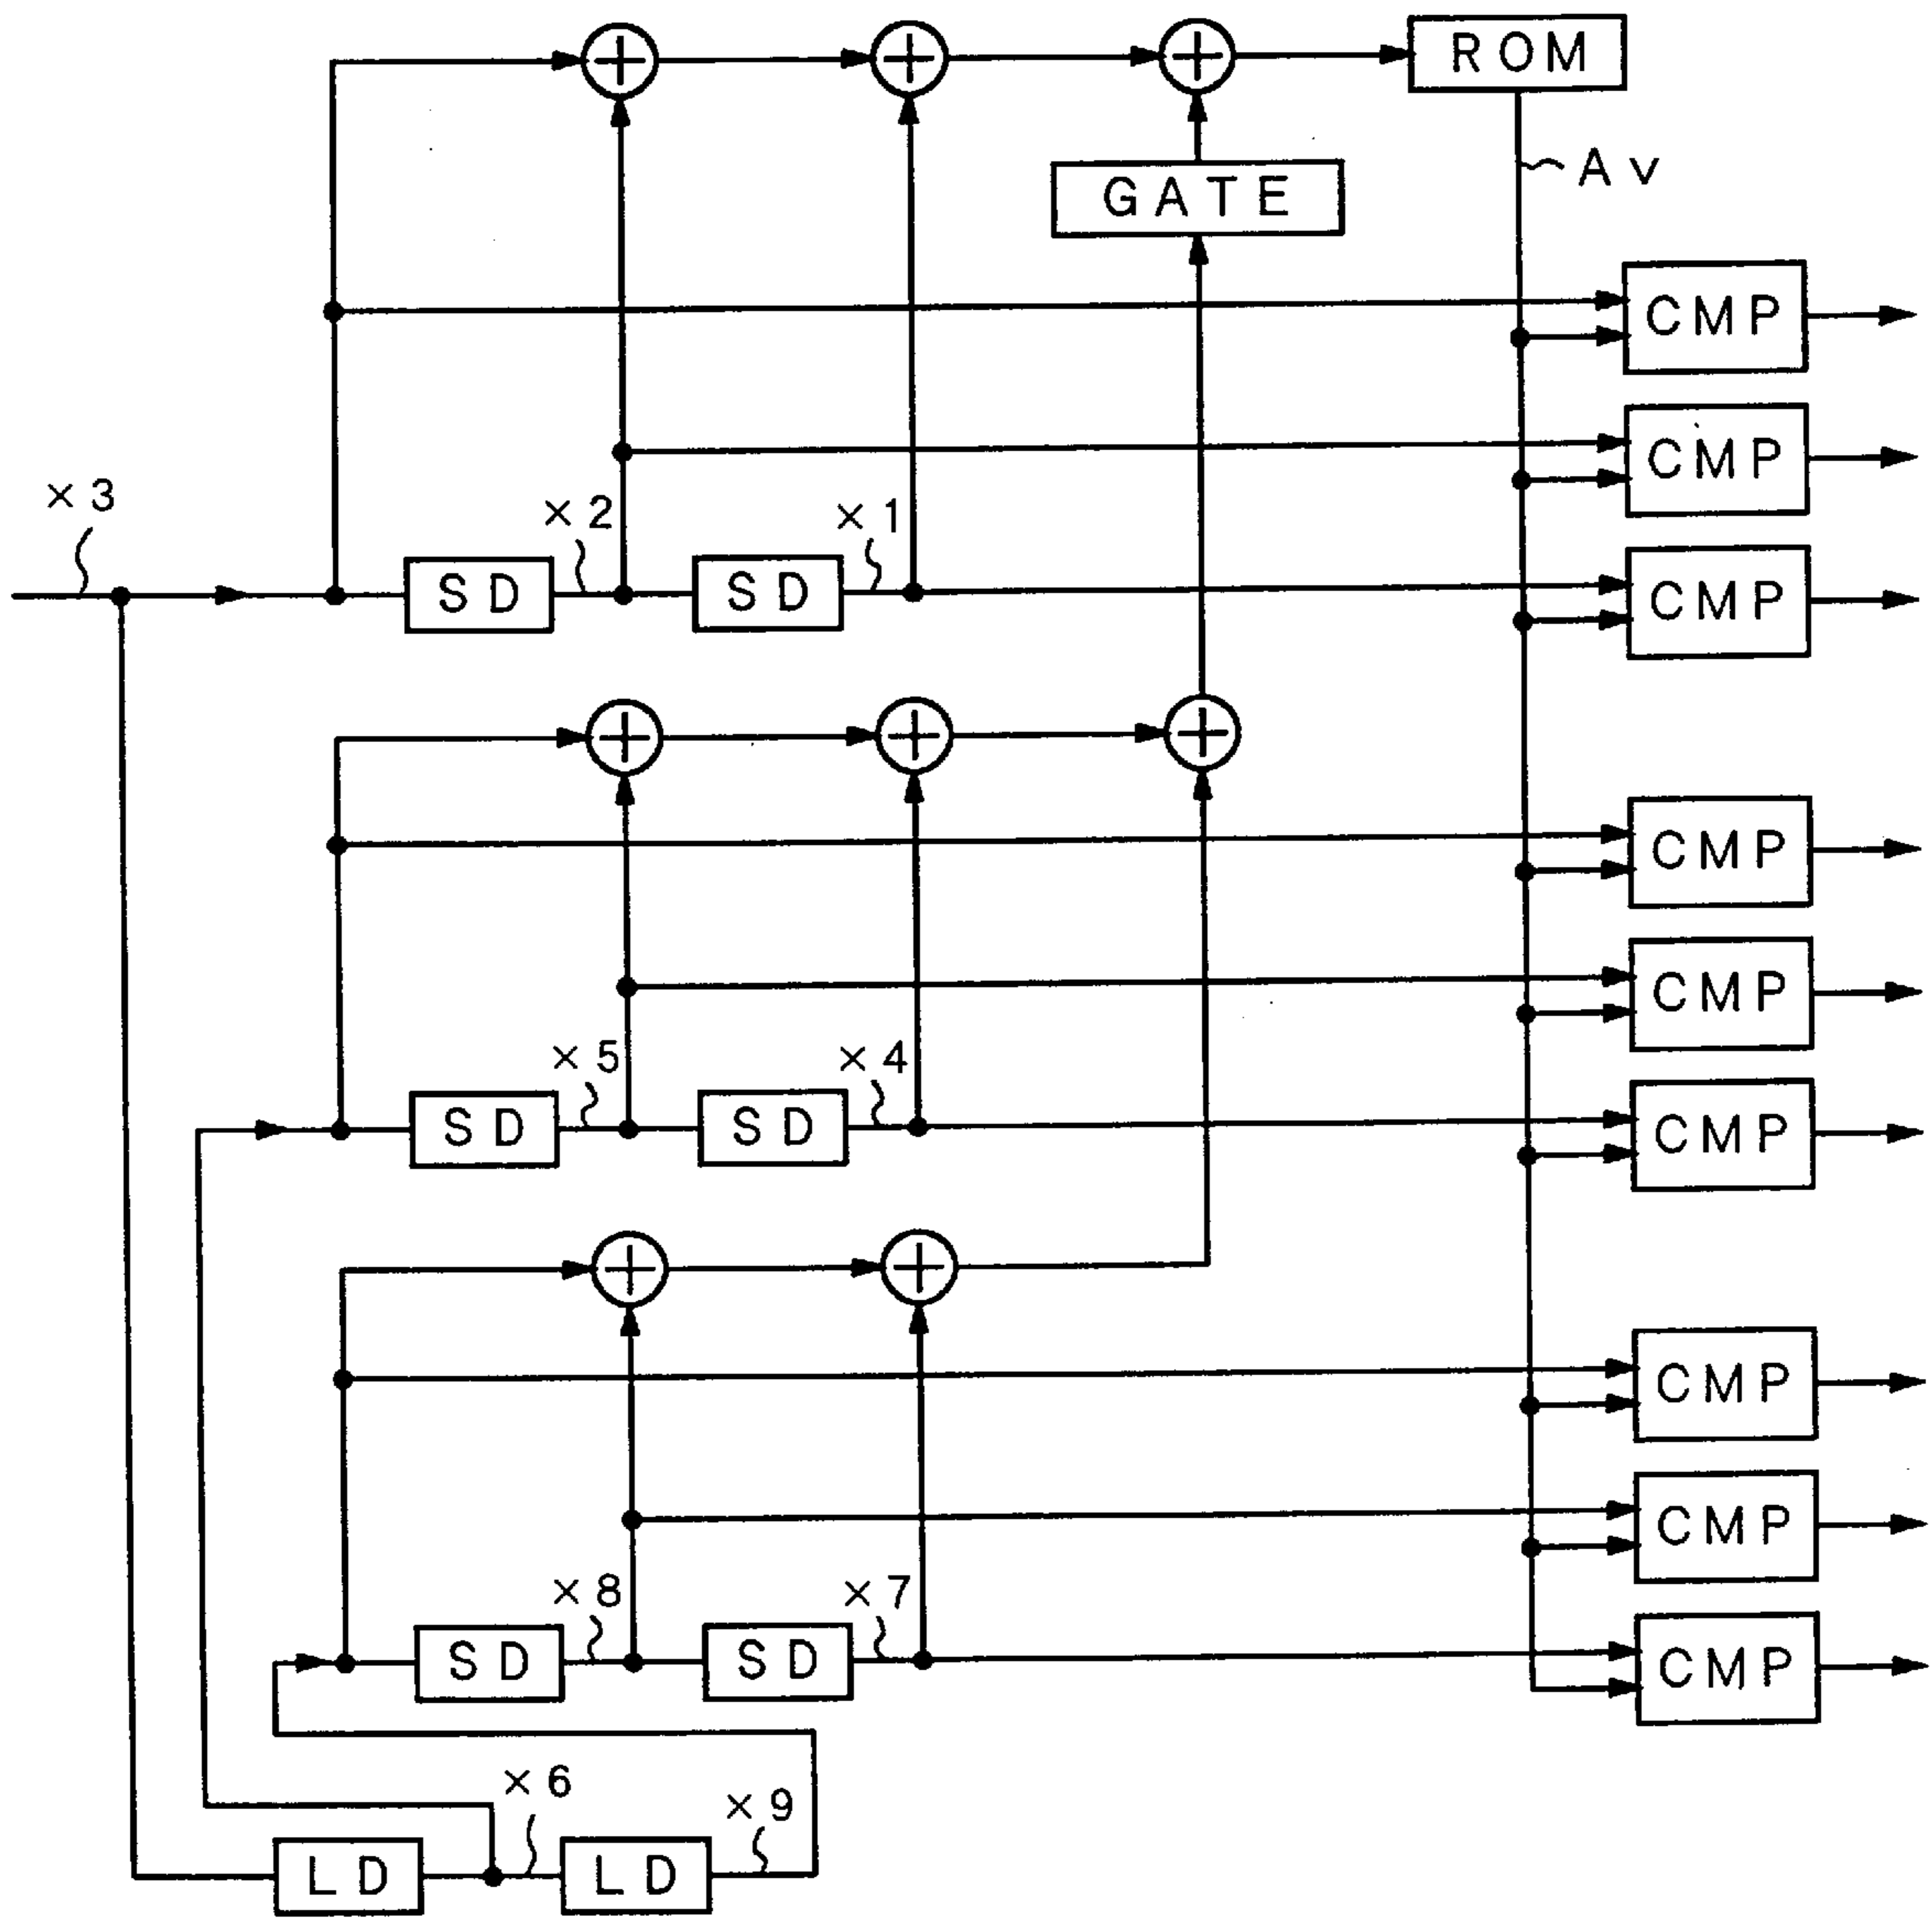 ROM
Av
GATE
CMP
CMP
×3
×2
×1
SD
SD
CMP
CMP
CMP
×5
×4
SD
SD
CMP
CMP
×8
×7
CMP
SD
SD
CMP
×6
×9
LD
LD